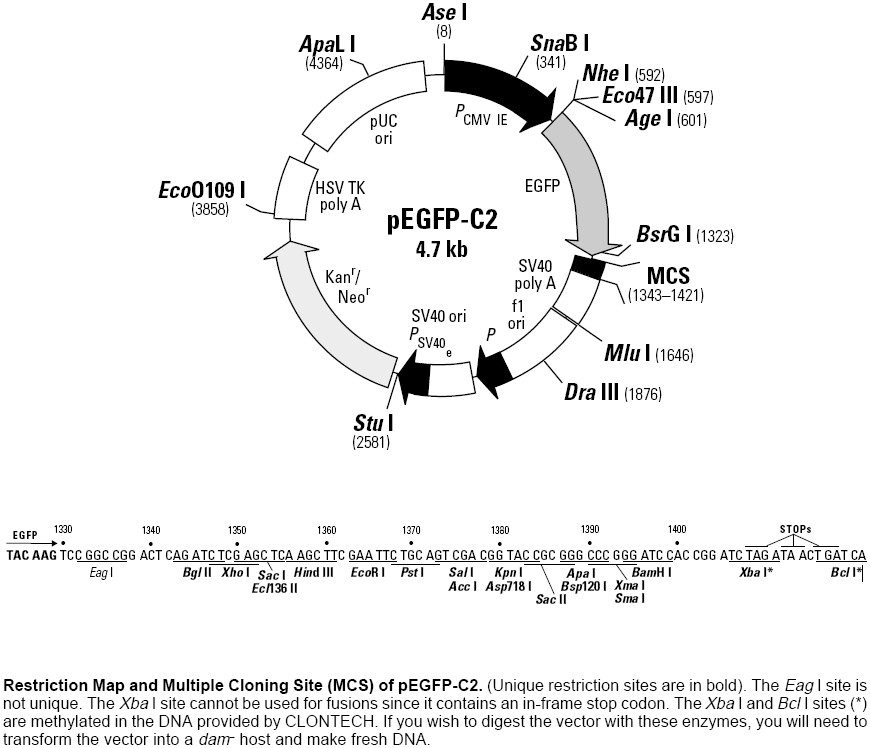 Ase I
(8)
ApaL I
(4364)
SnaB I
(341)
Nhe I (592)
Eco47 III (597)
Age I (601)
PCMV IE
pUC
ori
EGFP
EcoO109 I
(3858)
HSV TK
poly A
pEGFP-C2
4.7 kb
BsrG I (1323)
SV40
poly A
MCS
(1343–1421)
Kanr/
Neor
f1
ori
SV40 ori
PSV40e
P
Mlu I (1646)
Dra III (1876)
Stu I
(2581)
EGFP 1330 1340 1350 1360 1370 1380 1390 1400 STOPs
TAC AAG TCC GGC CGG ACT CAG ATC TCG AGC TCA AGC TTC GAA TTC TGC AGT CGA CGG TAC CGC GGG CCC GGG ATC CAC CGG ATC TAG ATA ACT GAT CA
Eag I Bgl II Xho I Sac I Hind III EcoR I Pst I Sal I Kpn I Apa I Xma I BamH I Xba I* Bcl I*
Ecl136 II Acc I Asp718 I Sac II Bsp120 I Sma I
Restriction Map and Multiple Cloning Site (MCS) of pEGFP-C2. (Unique restriction sites are in bold). The Eag I site is
not unique. The Xba I site cannot be used for fusions since it contains an in-frame stop codon. The Xba I and Bcl I sites (*)
are methylated in the DNA provided by CLONTECH. If you wish to digest the vector with these enzymes, you will need to
transform the vector into a dam- host and make fresh DNA.